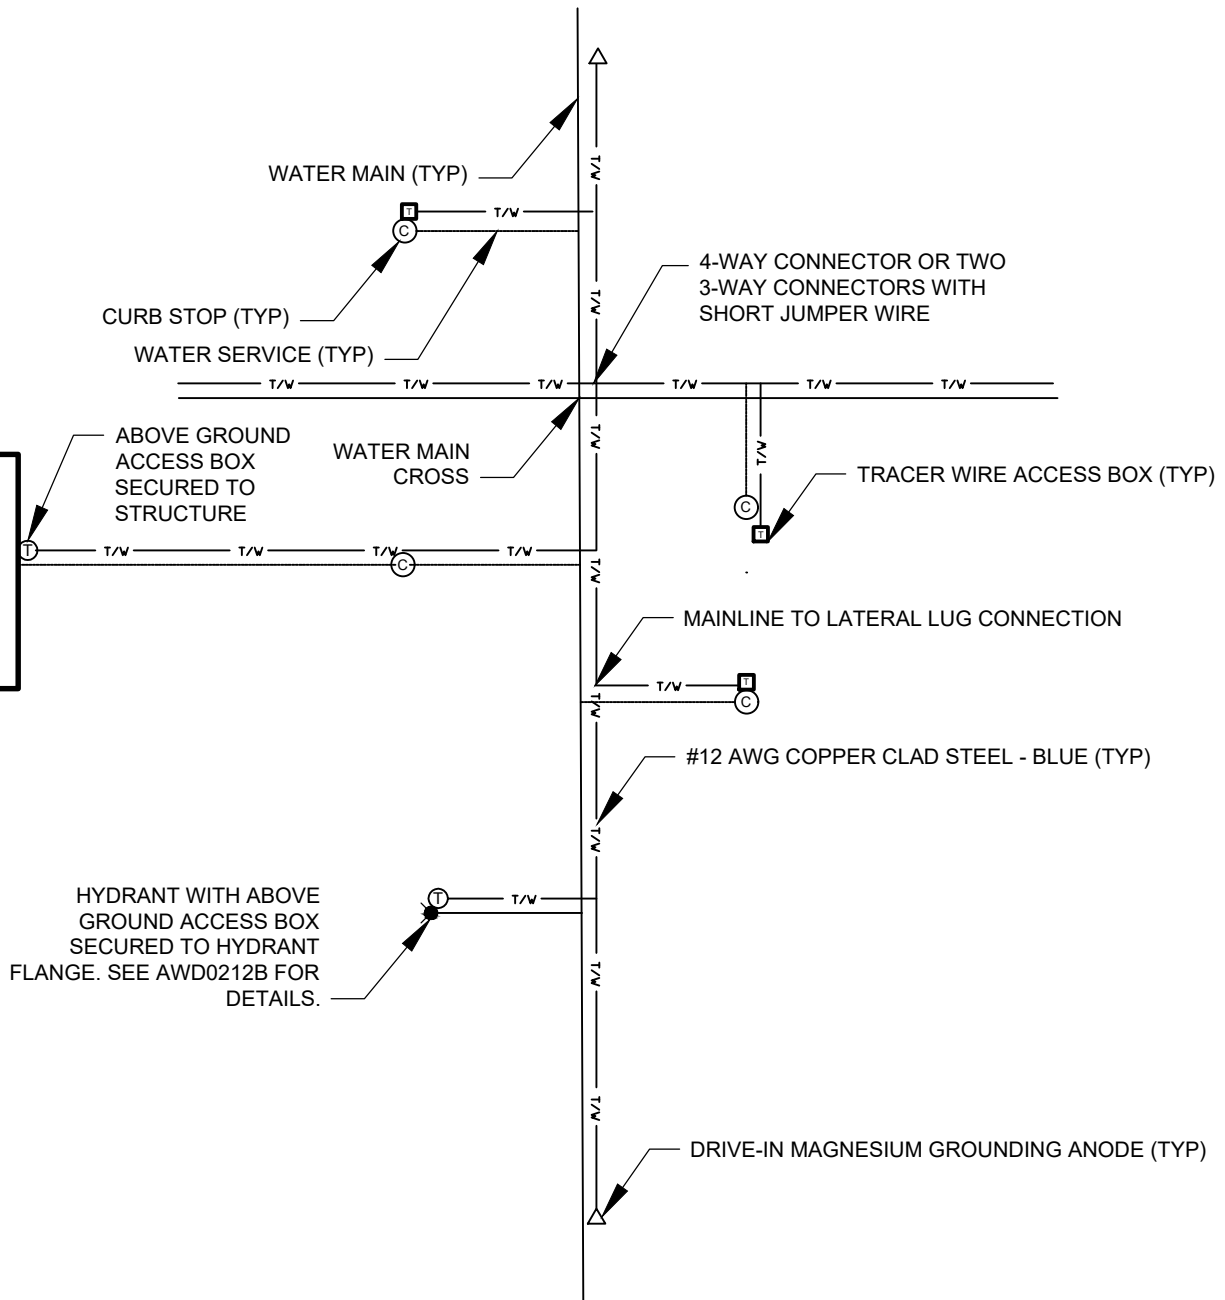 T/W
WATER MAIN (TYP)
T
T/W
C
4-WAY CONNECTOR OR TWO
3-WAY CONNECTORS WITH
SHORT JUMPER WIRE
T/W
CURB STOP (TYP)
WATER SERVICE (TYP)
T/W T/W T/W T/W T/W T/W
ABOVE GROUND
ACCESS BOX
SECURED TO
STRUCTURE
WATER MAIN
CROSS
T/W
T/W
TRACER WIRE ACCESS BOX (TYP)
C
T
T T/W T/W T/W T/W
C
T/W
MAINLINE TO LATERAL LUG CONNECTION
T/W T
C
T/W
#12 AWG COPPER CLAD STEEL - BLUE (TYP)
T/W
HYDRANT WITH ABOVE
GROUND ACCESS BOX
SECURED TO HYDRANT
FLANGE. SEE AWD0212B FOR
DETAILS.
T T/W
T/W
T/W
DRIVE-IN MAGNESIUM GROUNDING ANODE (TYP)